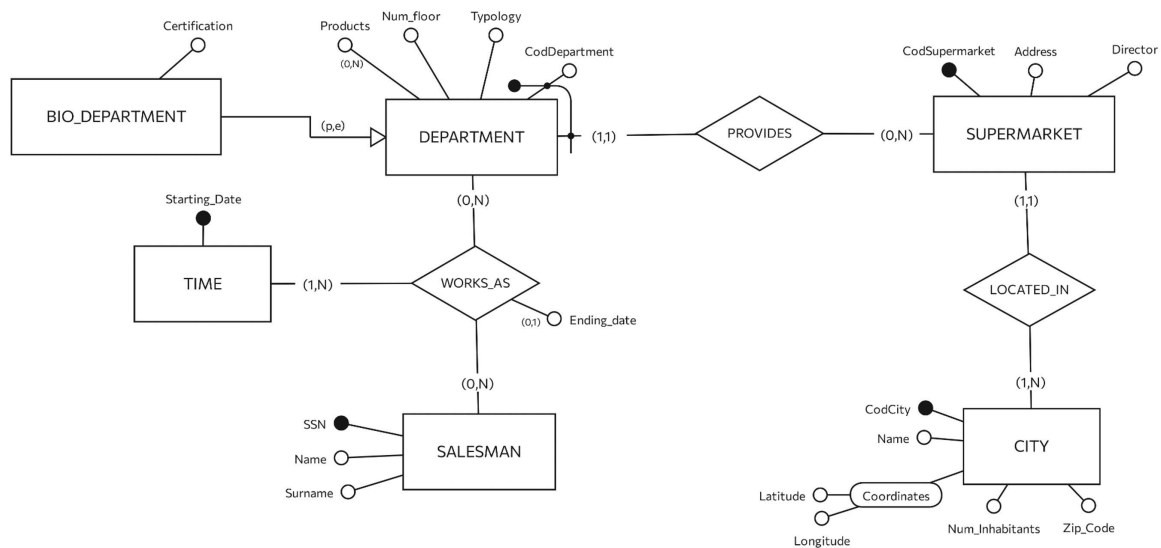 Certification
Products
(0,N)
Num_floor
Typology
CodDepartment
CodSupermarket
Address
Director
BIO_DEPARTMENT
(p,e)
DEPARTMENT
(1,1)
PROVIDES
(0,N)
SUPERMARKET
Starting_Date
(0,N)
(1,1)
TIME
(1,N)
WORKS_AS
(0,1)
Ending_date
LOCATED_IN
(0,N)
(1,N)
SSN
Name
Surname
SALESMAN
CodCity
Name
CITY
Coordinates
Latitude
Longitude
Num_Inhabitants
Zip_Code